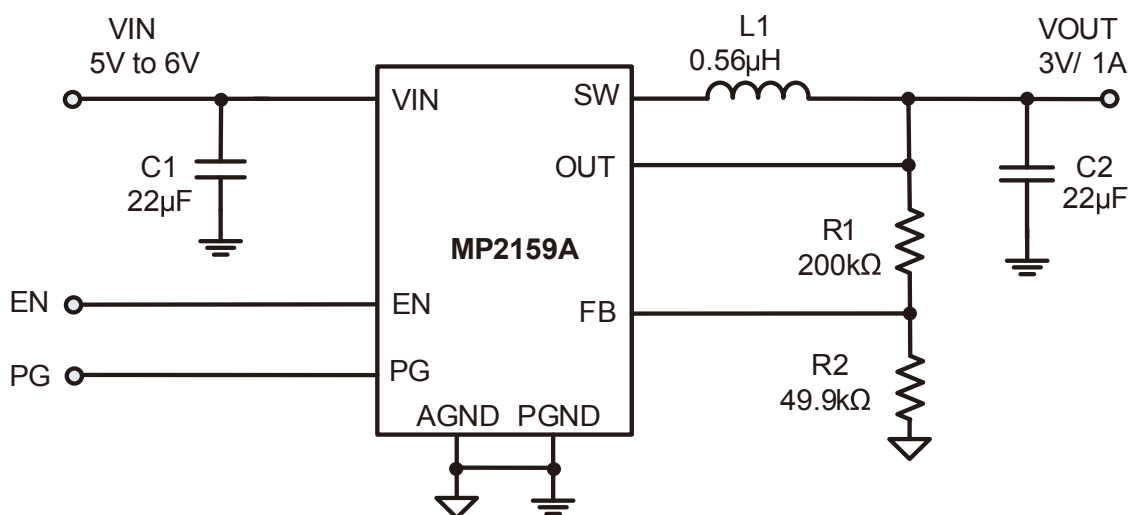 VIN
5V to 6V
L1
0.56µH
VOUT
3V/ 1A
VIN
SW
C1
22µF
OUT
C2
22µF
MP2159A
R1
200kΩ
EN
EN
FB
PG
PG
R2
49.9kΩ
AGND PGND